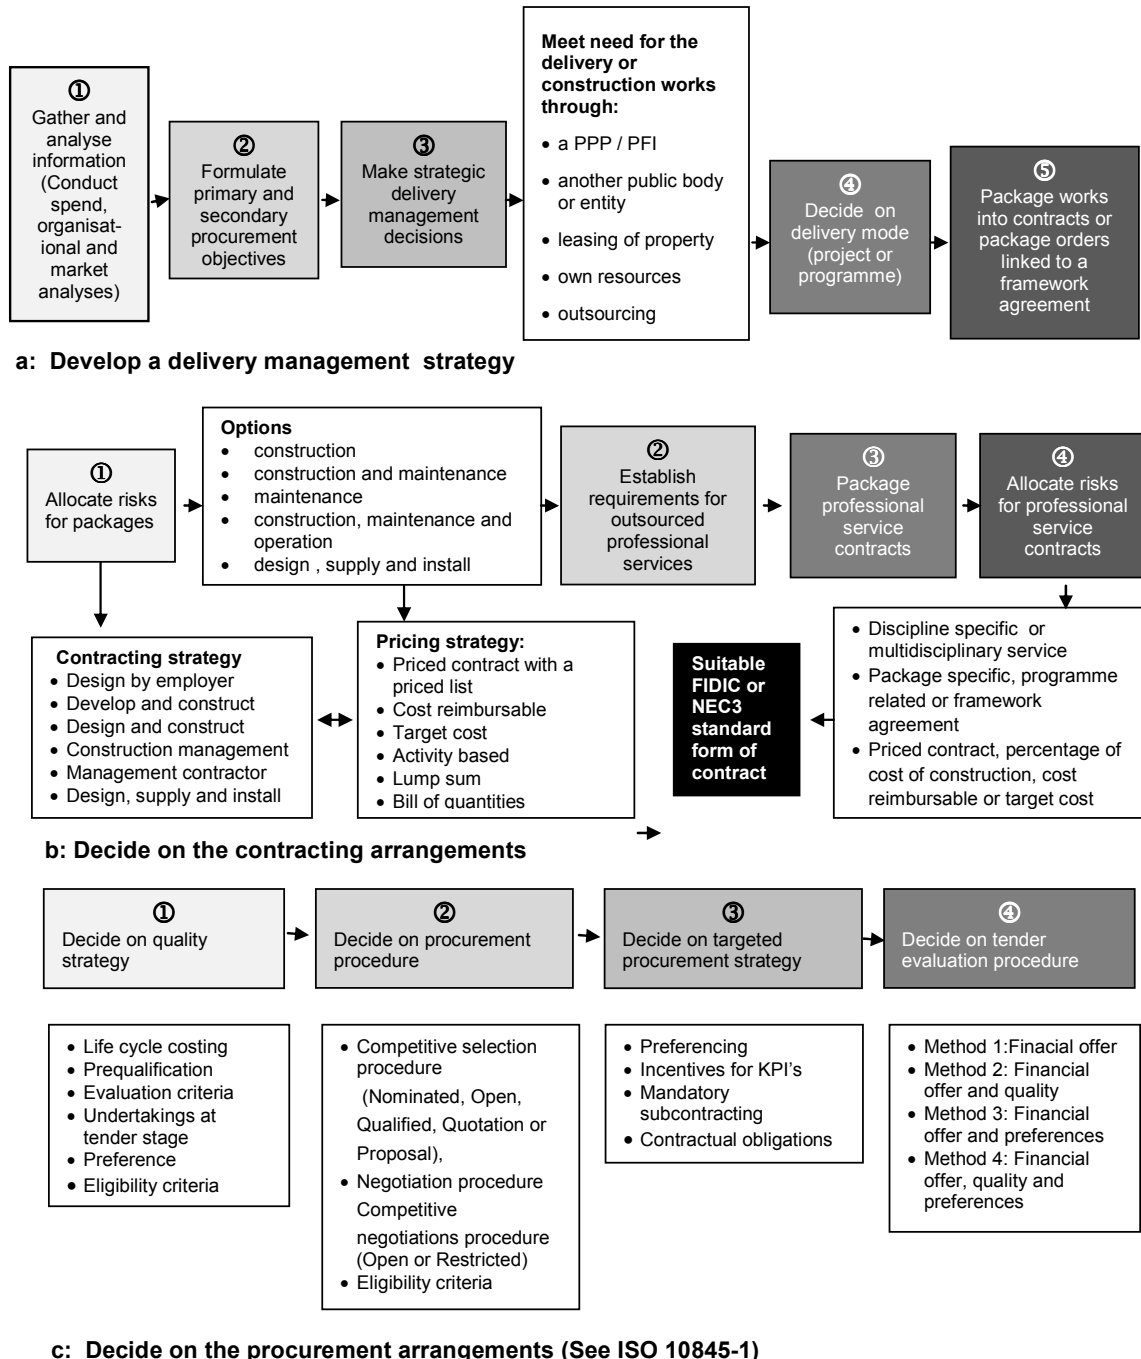 ①
Gather and
analyse
information
(Conduct
spend,
organisat-
ional and
market
analyses)
②
Formulate
primary and
secondary
procurement
objectives
③
Make strategic
delivery
management
decisions
Meet need for the
delivery or
construction works
through:
• a PPP / PFI
• another public body
or entity
• leasing of property
• own resources
• outsourcing
④
Decide on
delivery mode
(project or
programme)
⑤
Package works
into contracts or
package orders
linked to a
framework
agreement
a: Develop a delivery management strategy
①
Allocate risks
for packages
Options
• construction
• construction and maintenance
• maintenance
• construction, maintenance and
operation
• design , supply and install
②
Establish
requirements for
outsourced
professional
services
③
Package
professional
service
contracts
④
Allocate risks
for professional
service
contracts
Contracting strategy
• Design by employer
• Develop and construct
• Design and construct
• Construction management
• Management contractor
• Design, supply and install
Pricing strategy:
• Priced contract with a
priced list
• Cost reimbursable
• Target cost
• Activity based
• Lump sum
• Bill of quantities
Suitable
FIDIC or
NEC3
standard
form of
contract
• Discipline specific or
multidisciplinary service
• Package specific, programme
related or framework
agreement
• Priced contract, percentage of
cost of construction, cost
reimbursable or target cost
b: Decide on the contracting arrangements
①
Decide on quality
strategy
②
Decide on procurement
procedure
③
Decide on targeted
procurement strategy
④
Decide on tender
evaluation procedure
• Life cycle costing
• Prequalification
• Evaluation criteria
• Undertakings at
tender stage
• Preference
• Eligibility criteria
• Competitive selection
procedure
(Nominated, Open,
Qualified, Quotation or
Proposal),
• Negotiation procedure
Competitive
negotiations procedure
(Open or Restricted)
• Eligibility criteria
• Preferencing
• Incentives for KPI's
• Mandatory
subcontracting
• Contractual obligations
• Method 1:Finacial offer
• Method 2: Financial
offer and quality
• Method 3: Financial
offer and preferences
• Method 4: Financial
offer, quality and
preferences
c: Decide on the procurement arrangements (See ISO 10845-1)